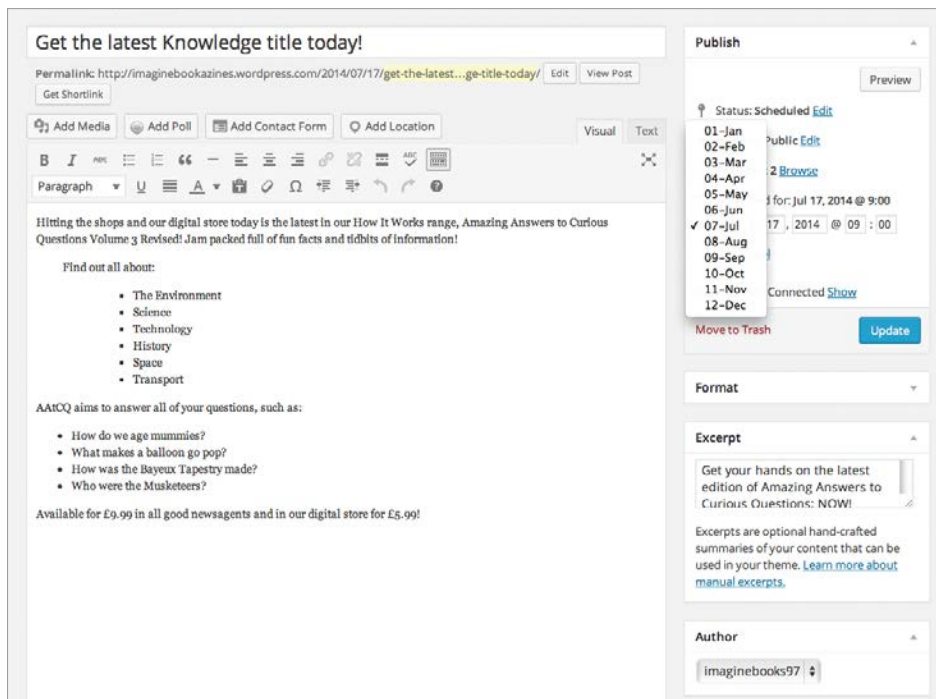 Get the latest Knowledge title today!
Permalink: http://imaginebookazines.wordpress.com/2014/07/17/get-the-latest...ge-title-today/ Edit View Post
Get Shortlink
Add Media Add Poll Add Contact Form Add Location
Visual Text
B I ABC ABC
Paragraph U A Ω
Hitting the shops and our digital store today is the latest in our How It Works range, Amazing Answers to Curious
Questions Volume 3 Revised! Jam packed full of fun facts and tidbits of information!
Find out all about:
▪ The Environment
▪ Science
▪ Technology
▪ History
▪ Space
▪ Transport
AAtCQ aims to answer all of your questions, such as:
• How do we age mummies?
• What makes a balloon go pop?
• How was the Bayeux Tapestry made?
• Who were the Musketeers?
Available for £9.99 in all good newsagents and in our digital store for £5.99!
Publish
Preview
Status: Scheduled Edit
Public Edit
2 Browse
for: Jul 17, 2014 @ 9:00
17 , 2014 @ 09 : 00
Connected Show
01-Jan
02-Feb
03-Mar
04-Apr
05-May
06-Jun
✓ 07-Jul
08-Aug
09-Sep
10-Oct
11-Nov
12-Dec
Move to Trash
Update
Format
Excerpt
Get your hands on the latest
edition of Amazing Answers to
Curious Questions: NOW!
Excerpts are optional hand-crafted
summaries of your content that can be
used in your theme. Learn more about
manual excerpts.
Author
imaginebooks97